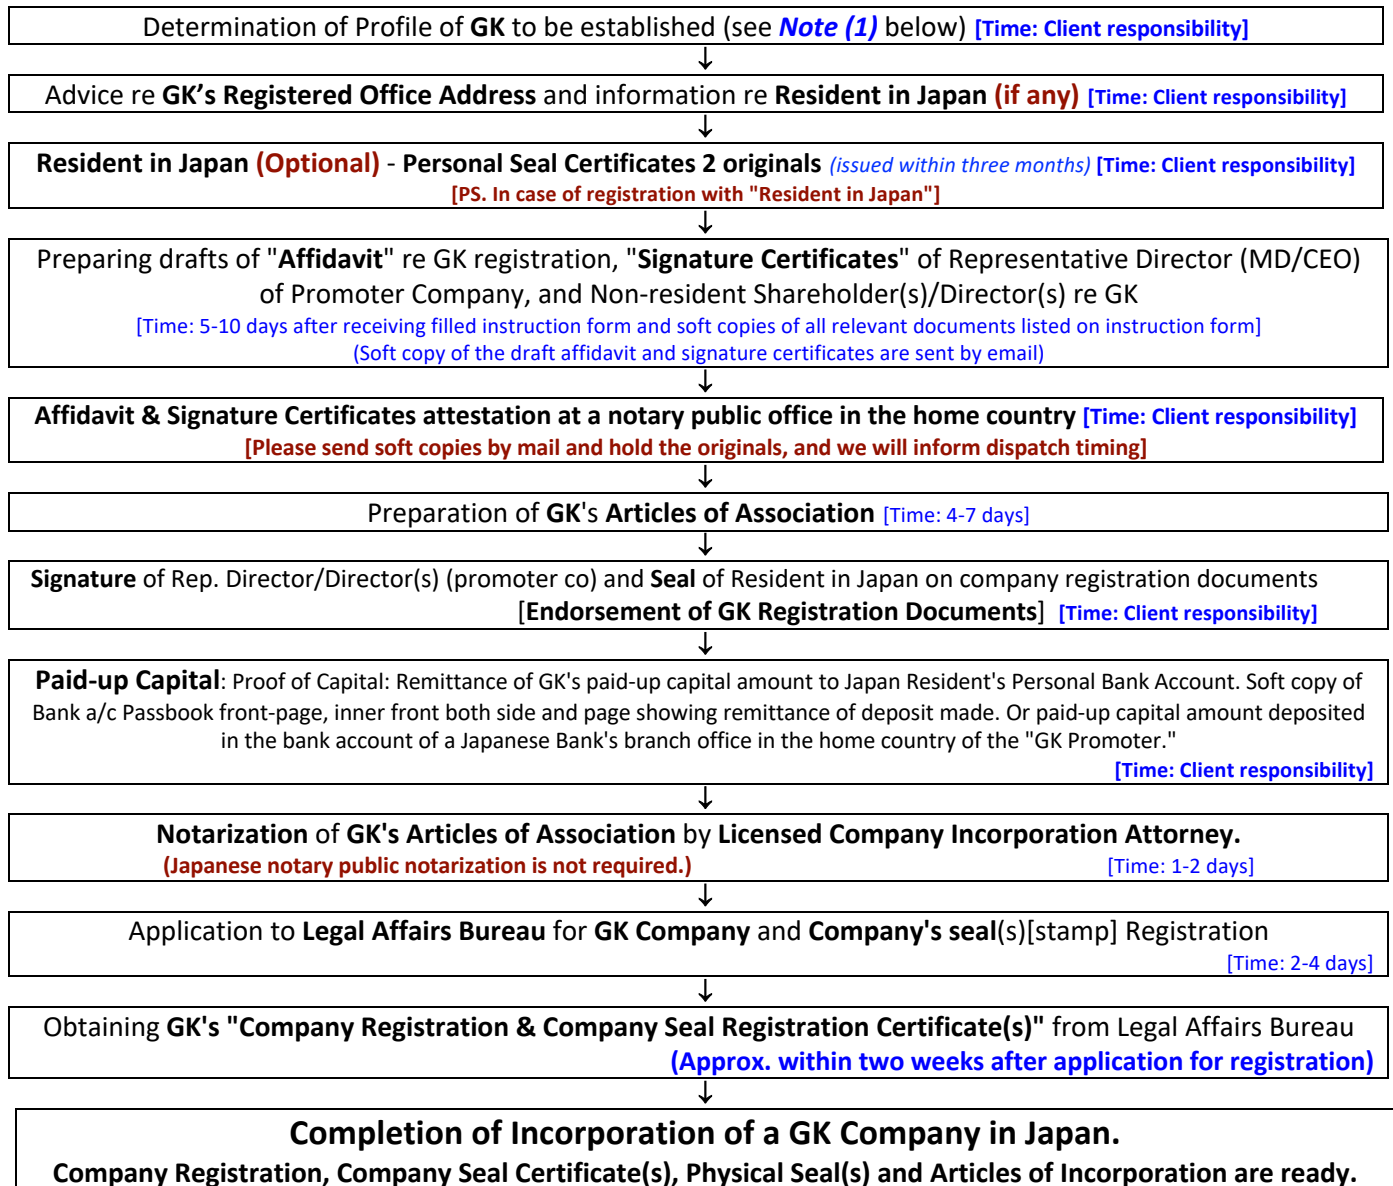 Determination of Profile of GK to be established (see Note (1) below) [Time: Client responsibility]
↓
Advice re GK’s Registered Office Address and information re Resident in Japan (if any) [Time: Client responsibility]
↓
Resident in Japan (Optional) - Personal Seal Certificates 2 originals (issued within three months) [Time: Client responsibility]
[PS. In case of registration with "Resident in Japan"]
↓
Preparing drafts of "Affidavit" re GK registration, "Signature Certificates" of Representative Director (MD/CEO)
of Promoter Company, and Non-resident Shareholder(s)/Director(s) re GK
[Time: 5-10 days after receiving filled instruction form and soft copies of all relevant documents listed on instruction form]
(Soft copy of the draft affidavit and signature certificates are sent by email)
↓
Affidavit & Signature Certificates attestation at a notary public office in the home country [Time: Client responsibility]
[Please send soft copies by mail and hold the originals, and we will inform dispatch timing]
↓
Preparation of GK's Articles of Association [Time: 4-7 days]
↓
Signature of Rep. Director/Director(s) (promoter co) and Seal of Resident in Japan on company registration documents
[Endorsement of GK Registration Documents] [Time: Client responsibility]
↓
Paid-up Capital: Proof of Capital: Remittance of GK's paid-up capital amount to Japan Resident's Personal Bank Account. Soft copy of
Bank a/c Passbook front-page, inner front both side and page showing remittance of deposit made. Or paid-up capital amount deposited
in the bank account of a Japanese Bank's branch office in the home country of the "GK Promoter."
[Time: Client responsibility]
↓
Notarization of GK's Articles of Association by Licensed Company Incorporation Attorney.
(Japanese notary public notarization is not required.) [Time: 1-2 days]
↓
Application to Legal Affairs Bureau for GK Company and Company's seal(s)[stamp] Registration
[Time: 2-4 days]
↓
Obtaining GK's "Company Registration & Company Seal Registration Certificate(s)" from Legal Affairs Bureau
(Approx. within two weeks after application for registration)
↓
Completion of Incorporation of a GK Company in Japan.
Company Registration, Company Seal Certificate(s), Physical Seal(s) and Articles of Incorporation are ready.